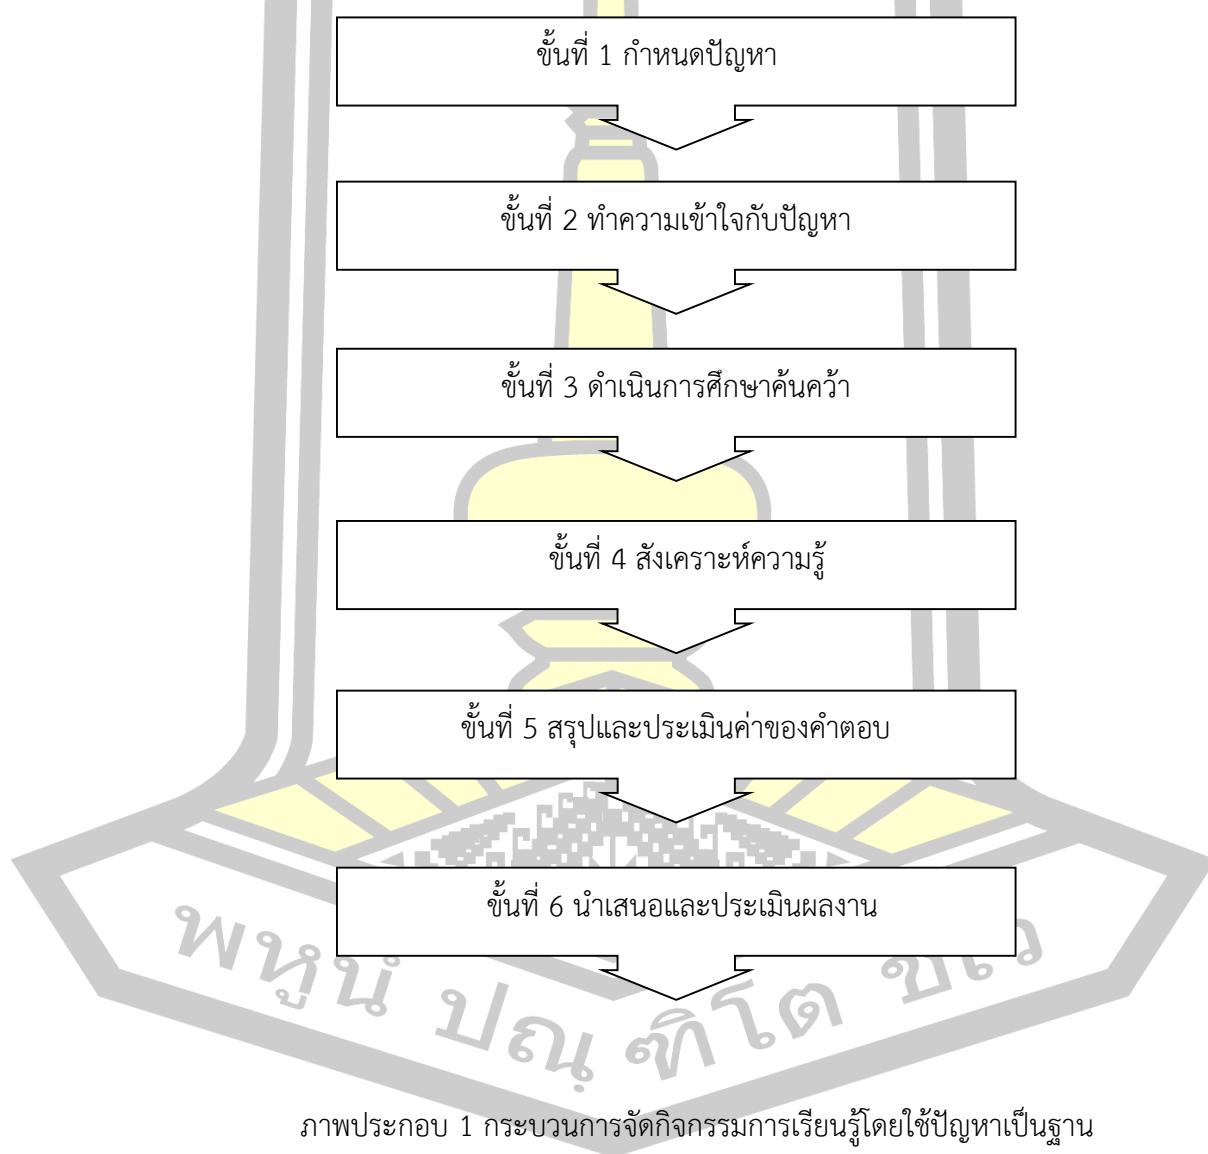 ขั้นที่ 1 กำหนดปัญหา
ขั้นที่ 2 ทำความเข้าใจกับปัญหา
ขั้นที่ 3 ดำเนินการศึกษาค้นคว้า
ขั้นที่ 4 สังเคราะห์ความรู้
ขั้นที่ 5 สรุปและประเมินค่าของคำตอบ
ขั้นที่ 6 นำเสนอและประเมินผลงาน
พหูนํ ปณฺฑิโต ชีเว
ภาพประกอบ 1 กระบวนการจัดกิจกรรมการเรียนรู้โดยใช้ปัญหาเป็นฐาน